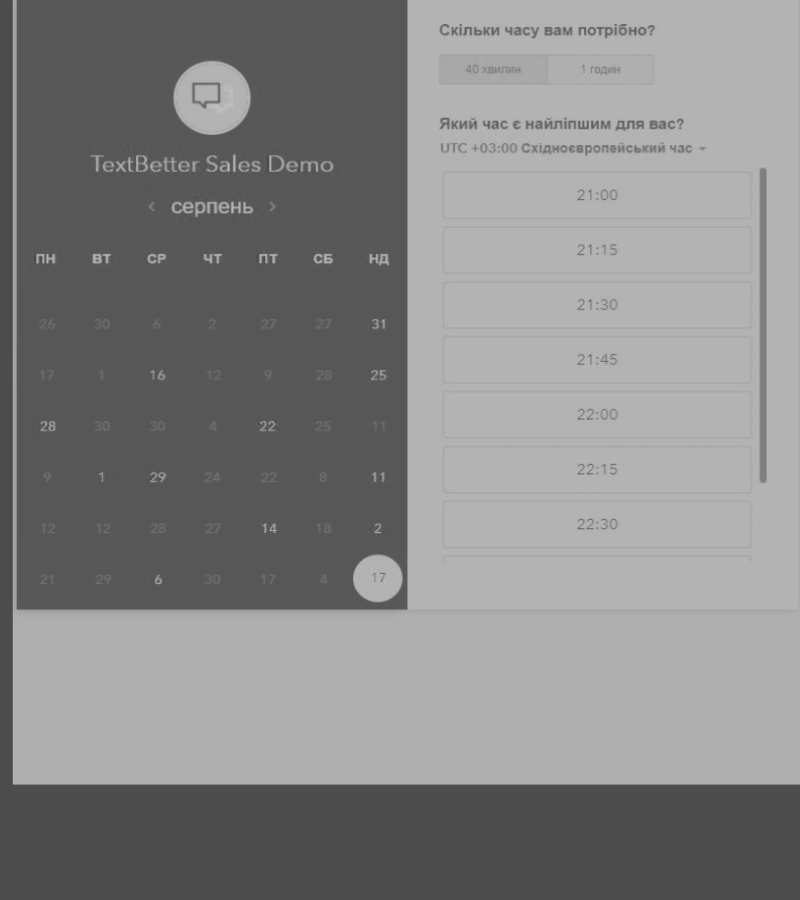 TextBetter Sales Demo
серпень
ПН ВТ СР ЧТ ПТ СБ НД
26 30 6 2 27 27 31
17 1 16 12 9 28 25
28 30 30 4 22 25 11
9 1 29 24 22 8 11
12 12 28 27 14 18 2
21 29 6 30 17 4 17
Скільки часу вам потрібно?
40 хвилин 1 годин
Який час є найліпшим для вас?
UTC +03:00 Східноєвропейський час
21:00
21:15
21:30
21:45
22:00
22:15
22:30